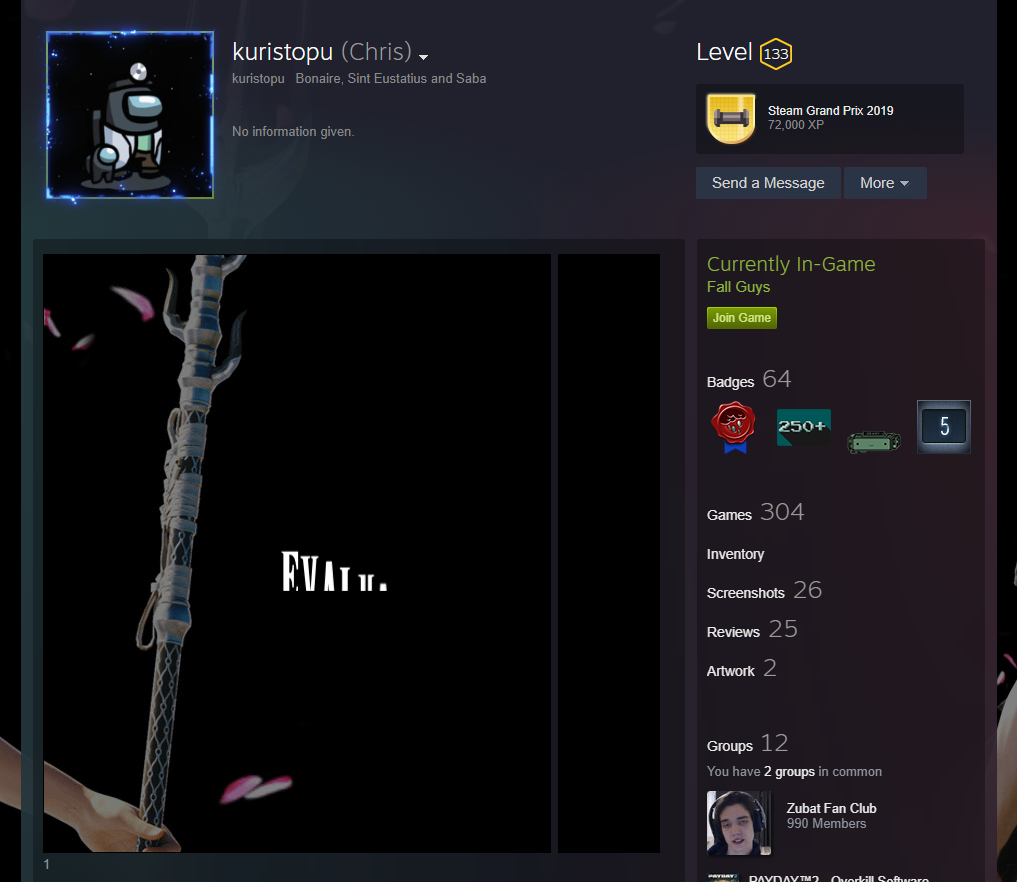 kuristopu (Chris)
kuristopu Bonaire, Sint Eustatius and Saba
No information given.
Level 133
Steam Grand Prix 2019
72,000 XP
Send a Message
More
1
Currently In-Game
Fall Guys
Join Game
Badges 64
250+
5
Games 304
Inventory
Screenshots 26
Reviews 25
Artwork 2
Groups 12
You have 2 groups in common
Zubat Fan Club
990 Members
PAYDAY 2
PAYDAY™2 - Overkill Software